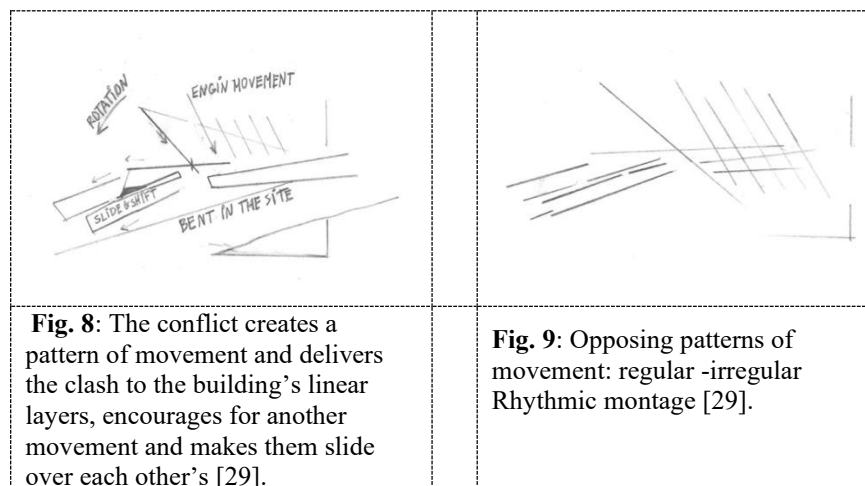 ROTATION
ENGIN MOVEMENT
SLIDE & SHIFT
BENT IN THE SITE
Fig. 8: The conflict creates a
pattern of movement and delivers
the clash to the building’s linear
layers, encourages for another
movement and makes them slide
over each other’s [29].
Fig. 9: Opposing patterns of
movement: regular -irregular
Rhythmic montage [29].